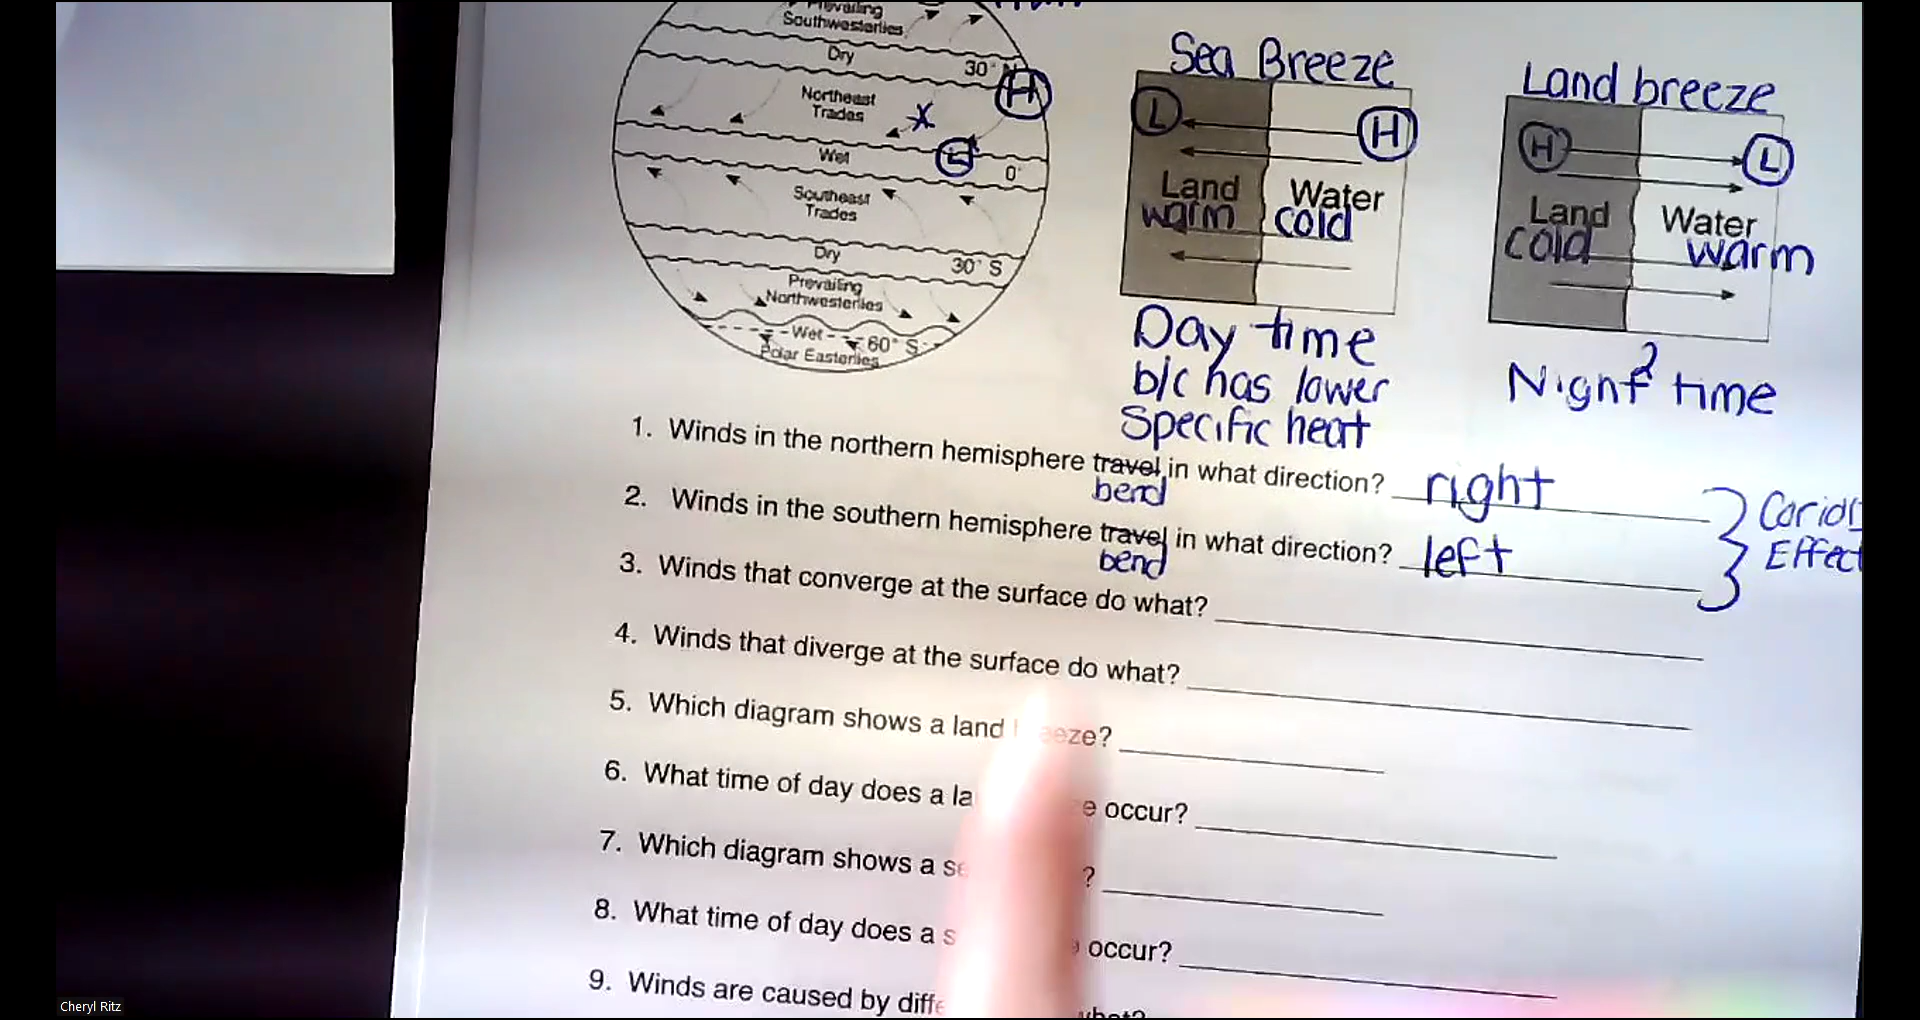 Prevailing
Southwesterlies
Dry
30°
H
Northeast
Trades
X
Wet
L
0°
Southeast
Trades
Dry
30° S
Prevailing
Northwesterlies
Wet
60° S
Polar Easterlies
Sea Breeze
L
H
Land
Water
warm
cold
Day time
b/c has lower
Specific heat
Land breeze
H
L
Land
Water
cold
warm
2
Night time
1. Winds in the northern hemisphere travel in what direction? right
bend
2. Winds in the southern hemisphere travel in what direction? left
bend
Effect
3. Winds that converge at the surface do what?
4. Winds that diverge at the surface do what?
5. Which diagram shows a land
6. What time of day does a occur?
7. Which diagram shows a ?
8. What time of day does a occur?
9. Winds are caused by
Cheryl Ritz